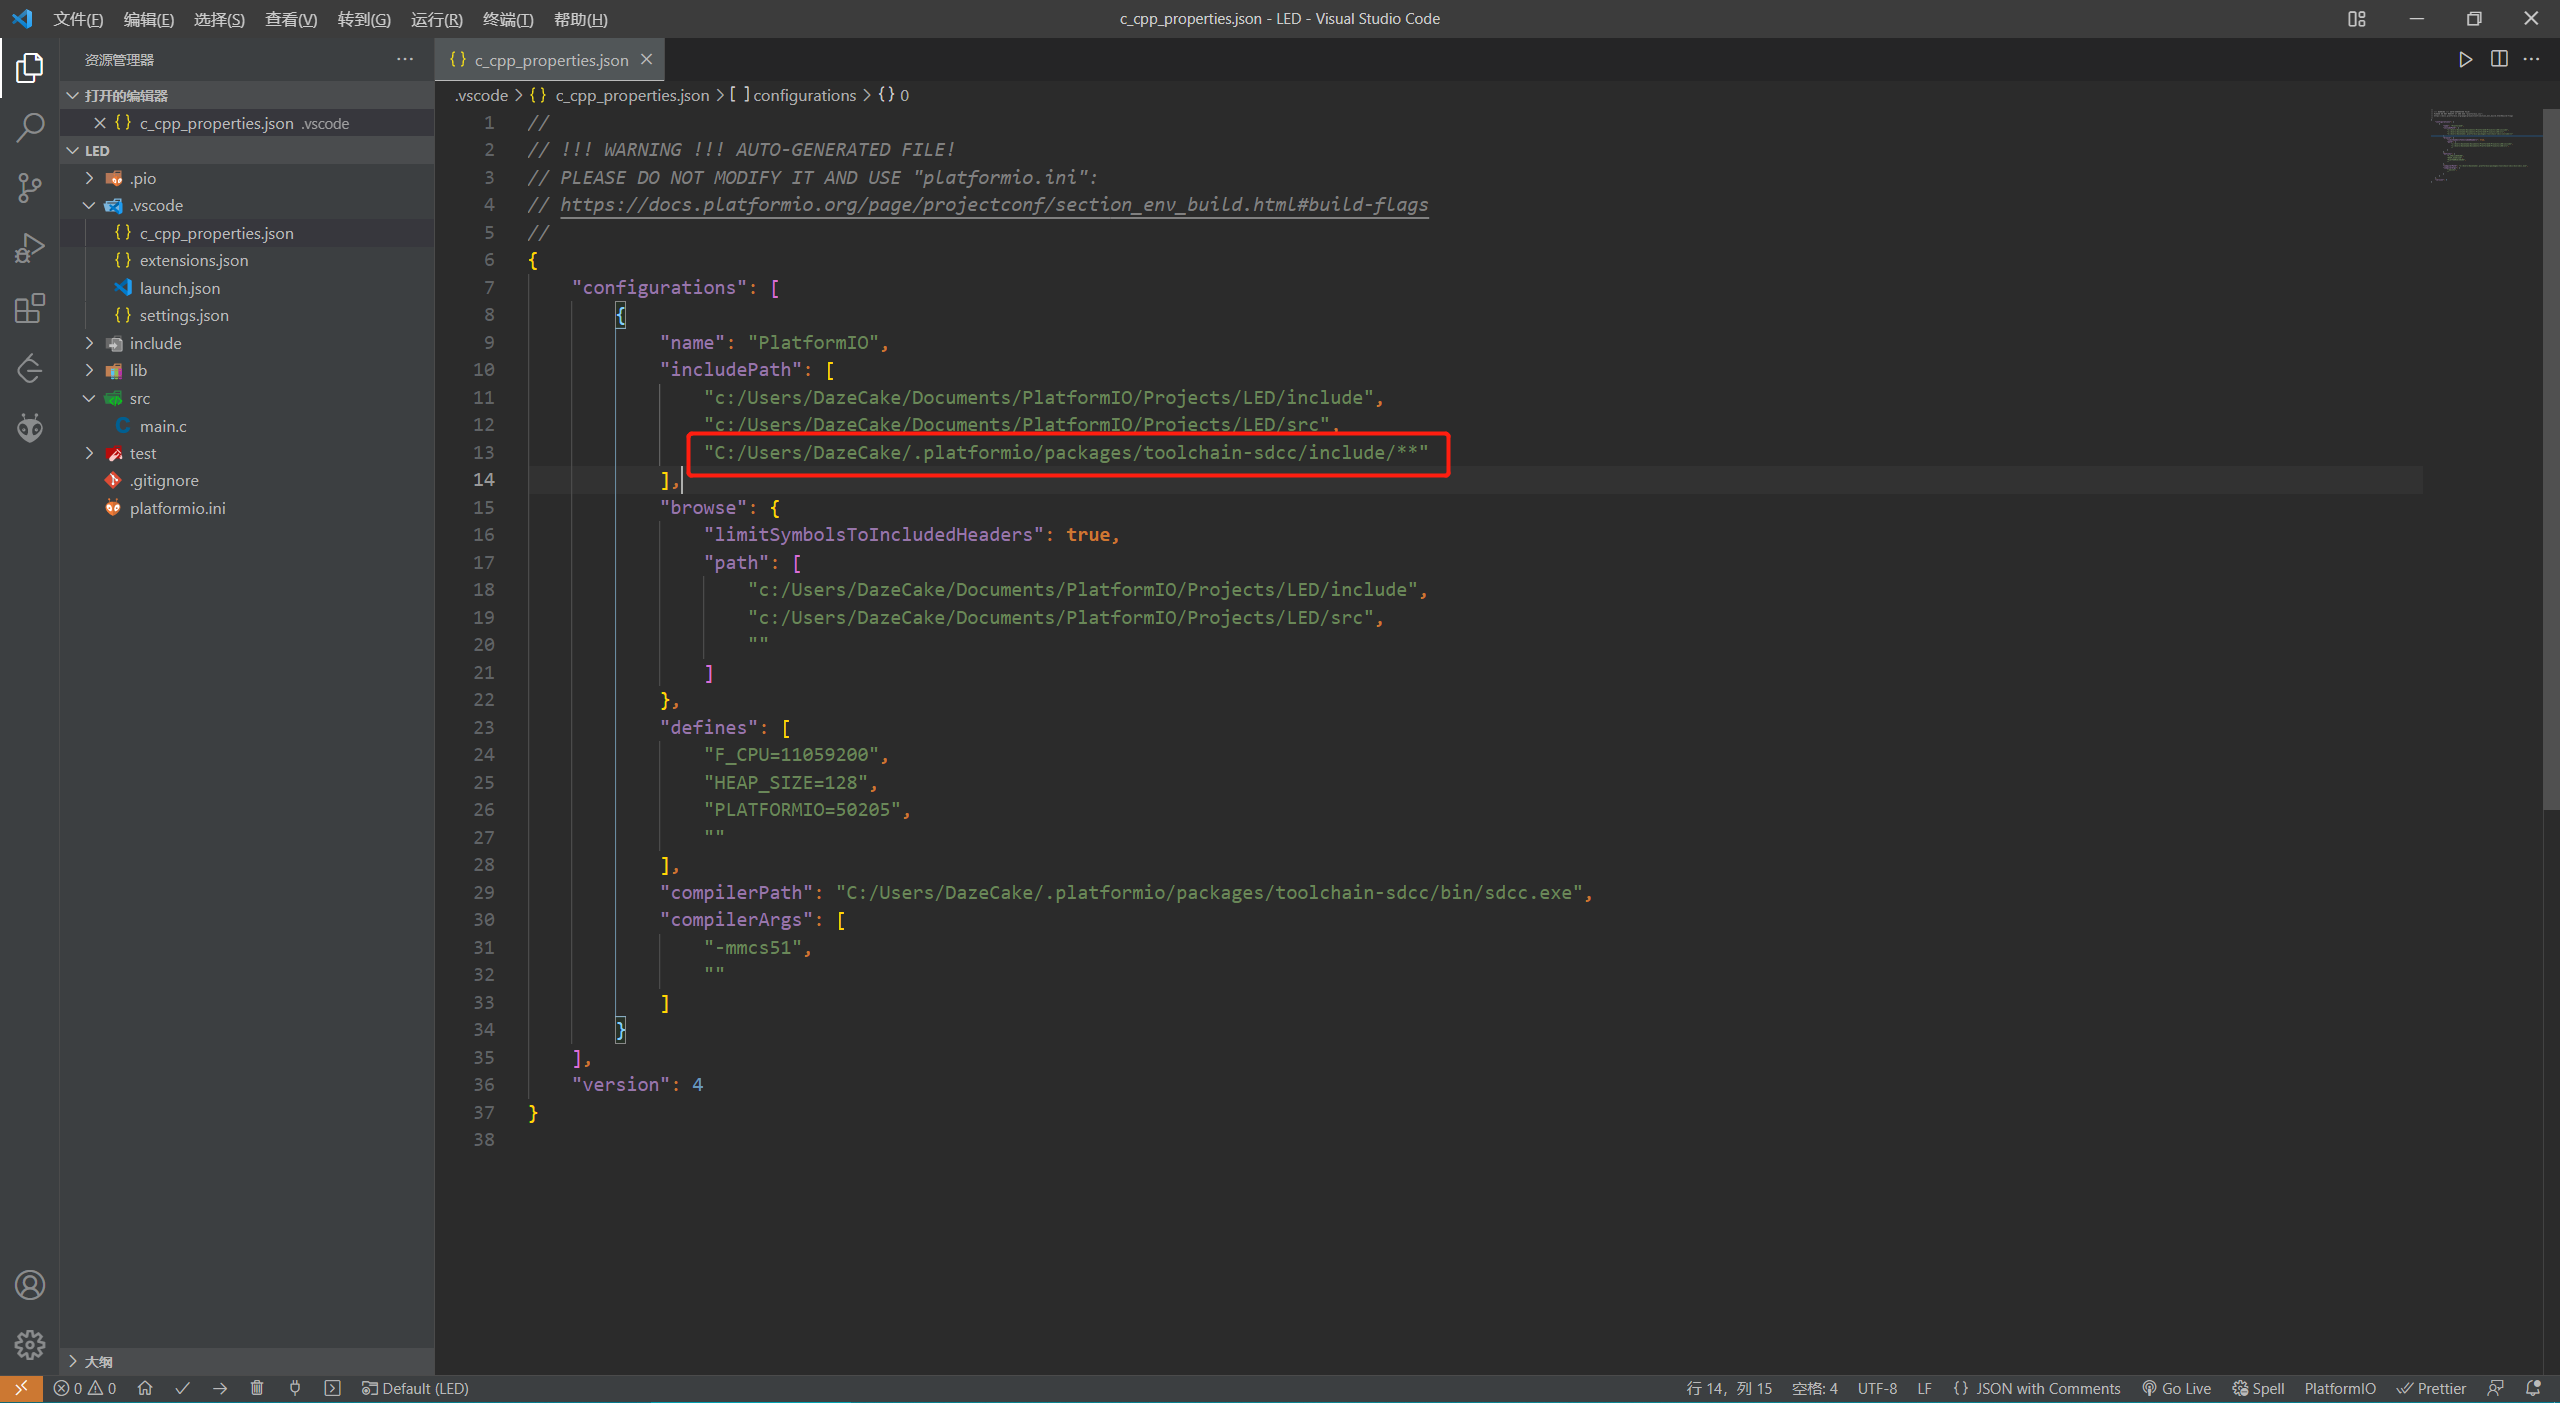 文件(F) 编辑(E) 选择(S) 查看(V) 转到(G) 运行(R) 终端(T) 帮助(H)
c_cpp_properties.json - LED - Visual Studio Code
资源管理器
打开的编辑器
c_cpp_properties.json .vscode
LED
.pio
.vscode
c_cpp_properties.json
extensions.json
launch.json
settings.json
include
lib
src
main.c
test
.gitignore
platformio.ini
大纲
c_cpp_properties.json
.vscode > {} c_cpp_properties.json > [ ] configurations > {} 0
1 //
2 // !!! WARNING !!! AUTO-GENERATED FILE!
3 // PLEASE DO NOT MODIFY IT AND USE "platformio.ini":
4 // https://docs.platformio.org/page/projectconf/section_env_build.html#build-flags
5 //
6 {
7 "configurations": [
8 {
9 "name": "PlatformIO",
10 "includePath": [
11 "c:/Users/DazeCake/Documents/PlatformIO/Projects/LED/include",
12 "c:/Users/DazeCake/Documents/PlatformIO/Projects/LED/src",
13 "C:/Users/DazeCake/.platformio/packages/toolchain-sdcc/include/**"
14 ],
15 "browse": {
16 "limitSymbolsToIncludedHeaders": true,
17 "path": [
18 "c:/Users/DazeCake/Documents/PlatformIO/Projects/LED/include",
19 "c:/Users/DazeCake/Documents/PlatformIO/Projects/LED/src",
20 ""
21 ]
22 },
23 "defines": [
24 "F_CPU=11059200",
25 "HEAP_SIZE=128",
26 "PLATFORMIO=50205",
27 ""
28 ],
29 "compilerPath": "C:/Users/DazeCake/.platformio/packages/toolchain-sdcc/bin/sdcc.exe",
30 "compilerArgs": [
31 "-mmcs51",
32 ""
33 ]
34 }
35 ],
36 "version": 4
37 }
38
0 0 Default (LED) 行 14，列 15 空格: 4 UTF-8 LF {} JSON with Comments Go Live Spell PlatformIO Prettier